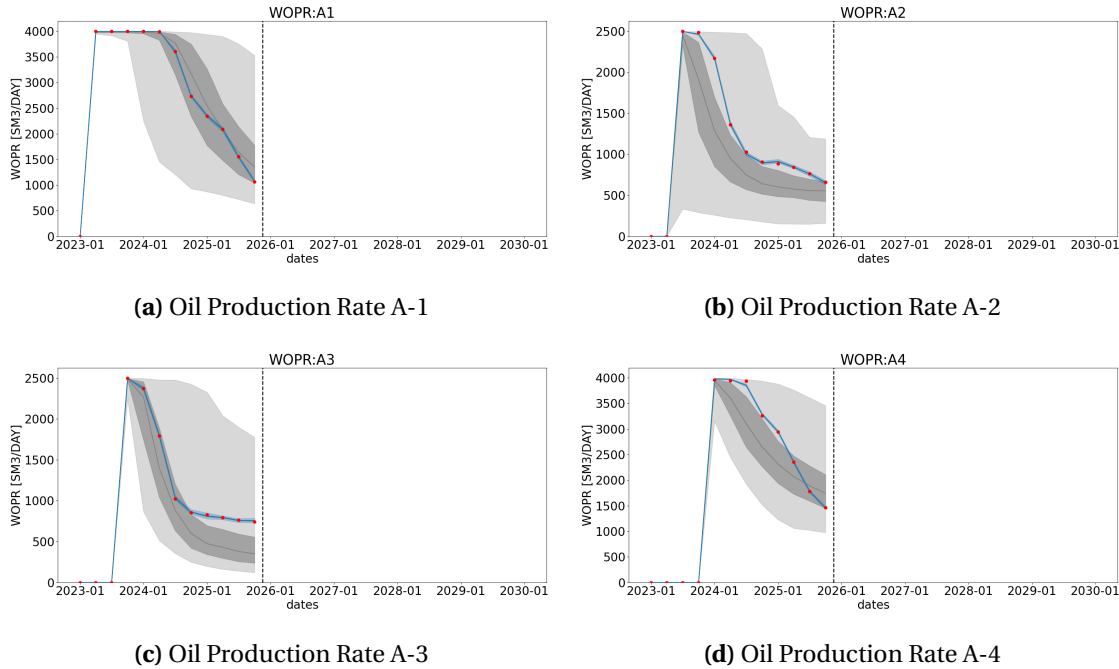 WOPR:A1
4000
3500
3000
2500
2000
1500
1000
500
0
WOPR [SM3/DAY]
2023-01 2024-01 2025-01 2026-01 2027-01 2028-01 2029-01 2030-01
dates
(a) Oil Production Rate A-1
WOPR:A2
2500
2000
1500
1000
500
0
WOPR [SM3/DAY]
2023-01 2024-01 2025-01 2026-01 2027-01 2028-01 2029-01 2030-01
dates
(b) Oil Production Rate A-2
WOPR:A3
2500
2000
1500
1000
500
0
WOPR [SM3/DAY]
2023-01 2024-01 2025-01 2026-01 2027-01 2028-01 2029-01 2030-01
dates
(c) Oil Production Rate A-3
WOPR:A4
4000
3500
3000
2500
2000
1500
1000
500
0
WOPR [SM3/DAY]
2023-01 2024-01 2025-01 2026-01 2027-01 2028-01 2029-01 2030-01
dates
(d) Oil Production Rate A-4